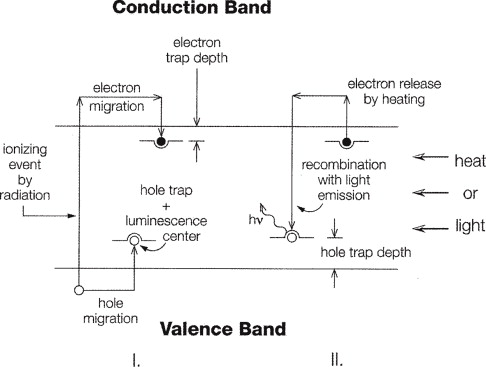 Conduction Band
electron
trap depth
electron
migration
electron release
by heating
ionizing
event
by
radiation
hole trap
+
luminescence
center
recombination
with light
emission
hν
heat
or
light
hole trap depth
hole
migration
Valence Band
I.
II.